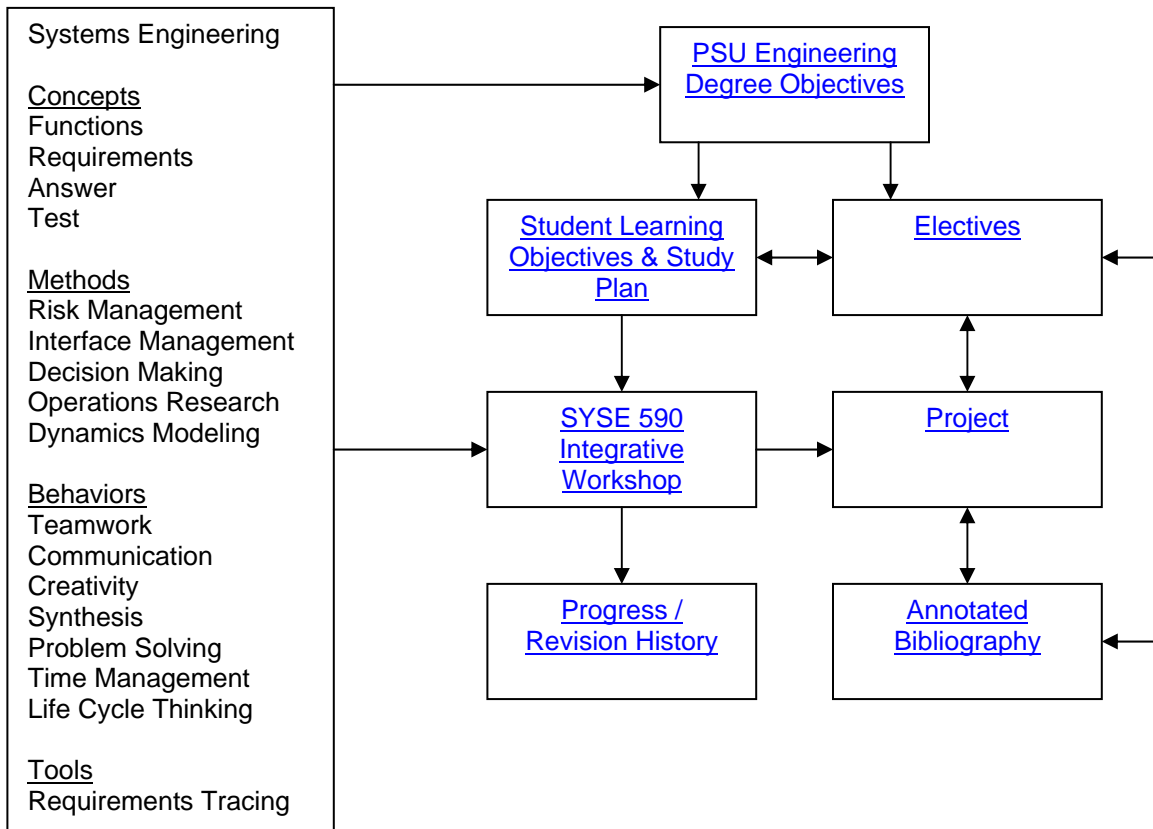 Systems Engineering
Concepts
Functions
Requirements
Answer
Test
Methods
Risk Management
Interface Management
Decision Making
Operations Research
Dynamics Modeling
Behaviors
Teamwork
Communication
Creativity
Synthesis
Problem Solving
Time Management
Life Cycle Thinking
Tools
Requirements Tracing
PSU Engineering
Degree Objectives
Student Learning
Objectives & Study
Plan
Electives
SYSE 590
Integrative
Workshop
Project
Progress /
Revision History
Annotated
Bibliography